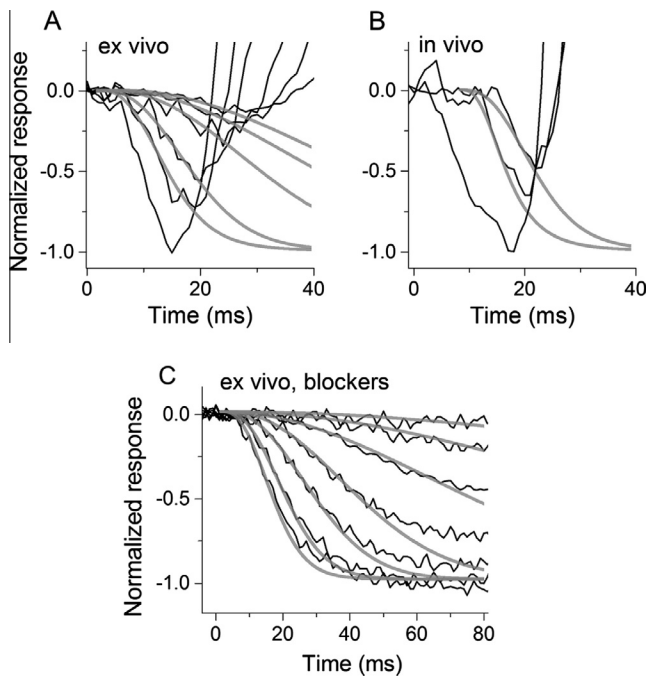 A
ex vivo
Normalized response
0.0
-0.5
-1.0
0
20
40
Time (ms)
B
in vivo
0.0
-0.5
-1.0
0
20
40
Time (ms)
C
ex vivo, blockers
Normalized response
0.0
-0.5
-1.0
0
20
40
60
80
Time (ms)